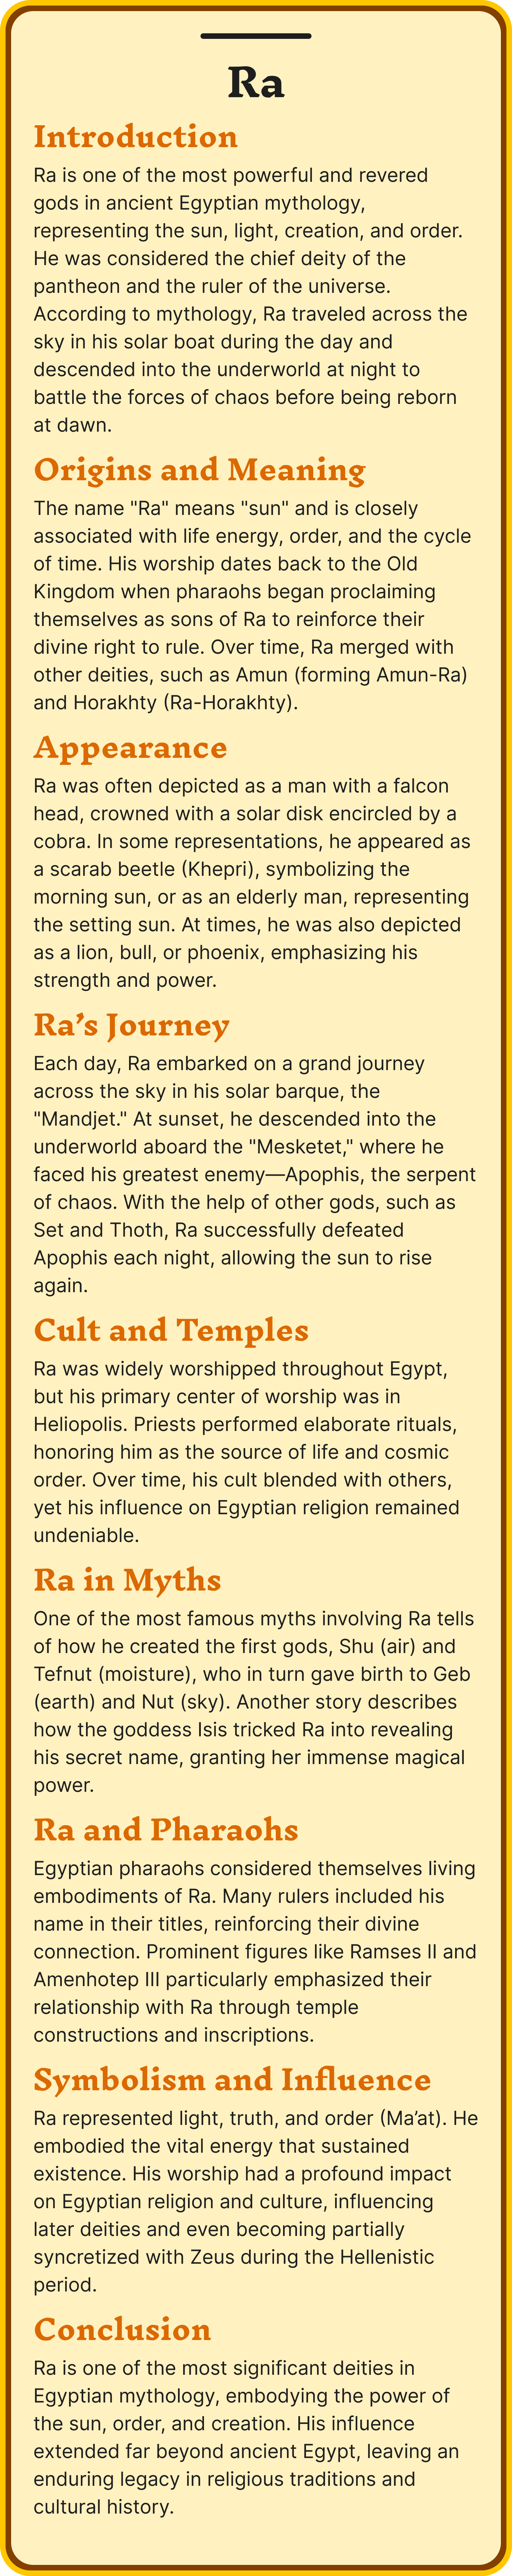 Ra
Introduction
Ra is one of the most powerful and revered
gods in ancient Egyptian mythology,
representing the sun, light, creation, and order.
He was considered the chief deity of the
pantheon and the ruler of the universe.
According to mythology, Ra traveled across the
sky in his solar boat during the day and
descended into the underworld at night to
battle the forces of chaos before being reborn
at dawn.
Origins and Meaning
The name "Ra" means "sun" and is closely
associated with life energy, order, and the cycle
of time. His worship dates back to the Old
Kingdom when pharaohs began proclaiming
themselves as sons of Ra to reinforce their
divine right to rule. Over time, Ra merged with
other deities, such as Amun (forming Amun-Ra)
and Horakhty (Ra-Horakhty).
Appearance
Ra was often depicted as a man with a falcon
head, crowned with a solar disk encircled by a
cobra. In some representations, he appeared as
a scarab beetle (Khepri), symbolizing the
morning sun, or as an elderly man, representing
the setting sun. At times, he was also depicted
as a lion, bull, or phoenix, emphasizing his
strength and power.
Ra’s Journey
Each day, Ra embarked on a grand journey
across the sky in his solar barque, the
"Mandjet." At sunset, he descended into the
underworld aboard the "Mesketet," where he
faced his greatest enemy—Apophis, the serpent
of chaos. With the help of other gods, such as
Set and Thoth, Ra successfully defeated
Apophis each night, allowing the sun to rise
again.
Cult and Temples
Ra was widely worshipped throughout Egypt,
but his primary center of worship was in
Heliopolis. Priests performed elaborate rituals,
honoring him as the source of life and cosmic
order. Over time, his cult blended with others,
yet his influence on Egyptian religion remained
undeniable.
Ra in Myths
One of the most famous myths involving Ra tells
of how he created the first gods, Shu (air) and
Tefnut (moisture), who in turn gave birth to Geb
(earth) and Nut (sky). Another story describes
how the goddess Isis tricked Ra into revealing
his secret name, granting her immense magical
power.
Ra and Pharaohs
Egyptian pharaohs considered themselves living
embodiments of Ra. Many rulers included his
name in their titles, reinforcing their divine
connection. Prominent figures like Ramses II and
Amenhotep III particularly emphasized their
relationship with Ra through temple
constructions and inscriptions.
Symbolism and Influence
Ra represented light, truth, and order (Ma’at). He
embodied the vital energy that sustained
existence. His worship had a profound impact
on Egyptian religion and culture, influencing
later deities and even becoming partially
syncretized with Zeus during the Hellenistic
period.
Conclusion
Ra is one of the most significant deities in
Egyptian mythology, embodying the power of
the sun, order, and creation. His influence
extended far beyond ancient Egypt, leaving an
enduring legacy in religious traditions and
cultural history.